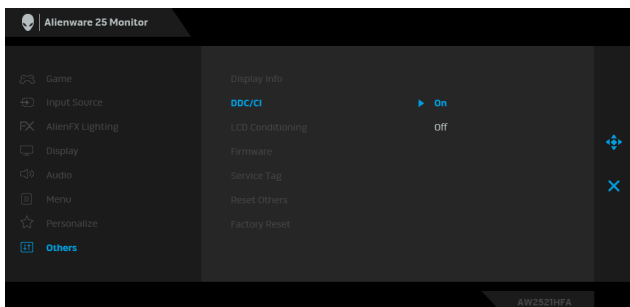 Alienware 25 Monitor
Game
Input Source
AlienFX Lighting
Display
Audio
Menu
Personalize
Others
Display Info
DDC/CI
On
LCD Conditioning
Off
Firmware
Service Tag
Reset Others
Factory Reset
AW2521HFA